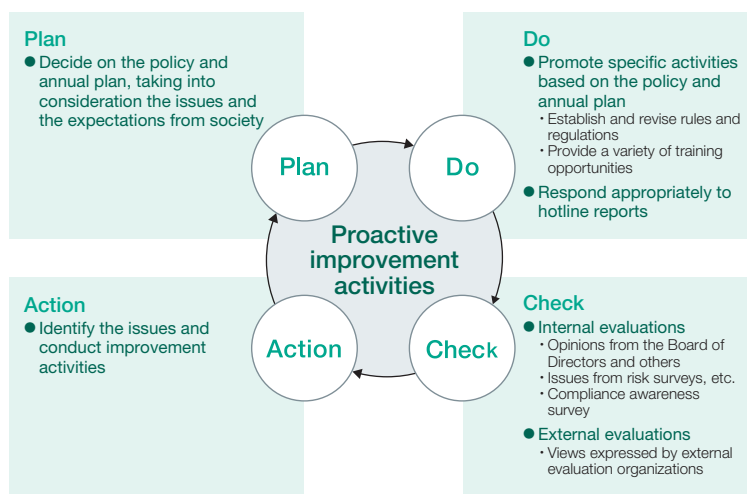 Plan
● Decide on the policy and
annual plan, taking into
consideration the issues and
the expectations from society
Do
● Promote specific activities
based on the policy and
annual plan
・Establish and revise rules and
regulations
・Provide a variety of training
opportunities
● Respond appropriately to
hotline reports
Plan
Do
Proactive
improvement
activities
Action
Check
Action
● Identify the issues and
conduct improvement
activities
Check
● Internal evaluations
・Opinions from the Board of
Directors and others
・Issues from risk surveys, etc.
・Compliance awareness
survey
● External evaluations
・Views expressed by external
evaluation organizations